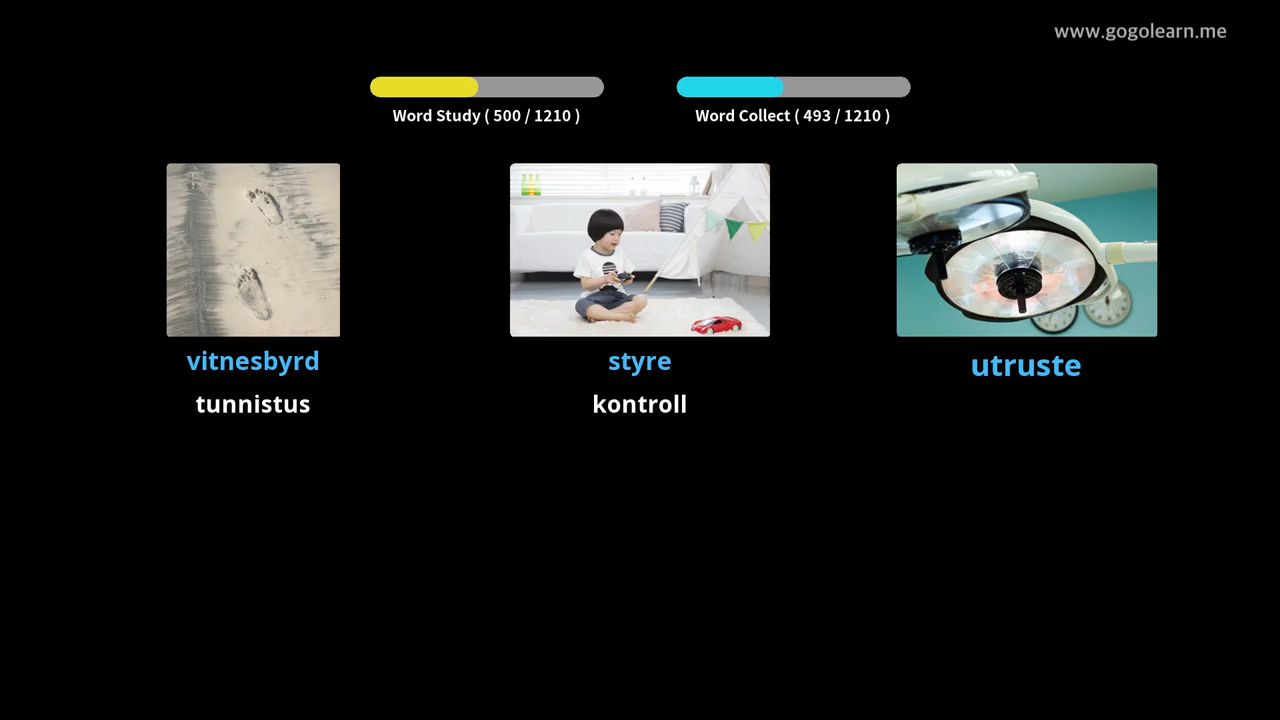 www.gogolearn.me
Word Study ( 500 / 1210 )
Word Collect ( 493 / 1210 )
vitnesbyrd
tunnistus
styre
kontroll
utruste